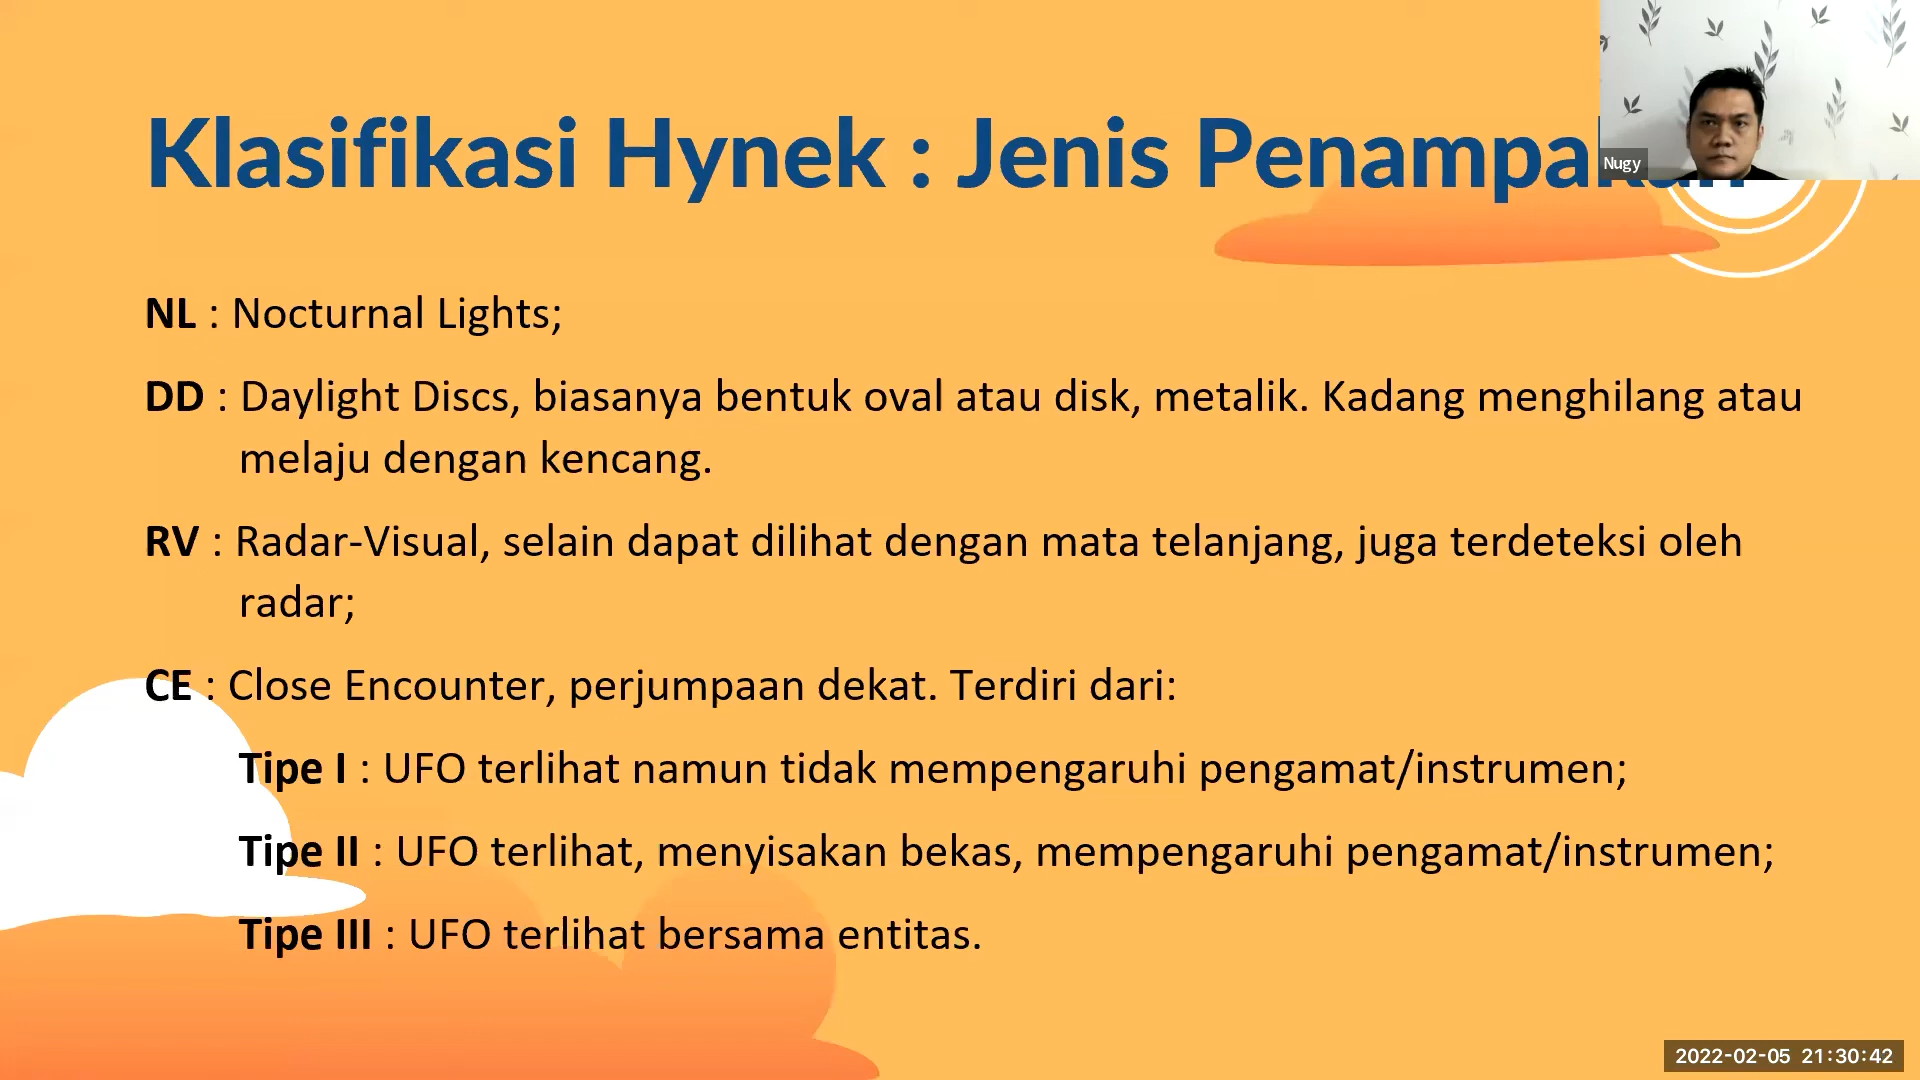 Klasifikasi Hynek : Jenis Penampakan
Nugy
NL : Nocturnal Lights;
DD : Daylight Discs, biasanya bentuk oval atau disk, metalik. Kadang menghilang atau
melaju dengan kencang.
RV : Radar-Visual, selain dapat dilihat dengan mata telanjang, juga terdeteksi oleh
radar;
CE : Close Encounter, perjumpaan dekat. Terdiri dari:
Tipe I : UFO terlihat namun tidak mempengaruhi pengamat/instrumen;
Tipe II : UFO terlihat, menyisakan bekas, mempengaruhi pengamat/instrumen;
Tipe III : UFO terlihat bersama entitas.
2022-02-05 21:30:42